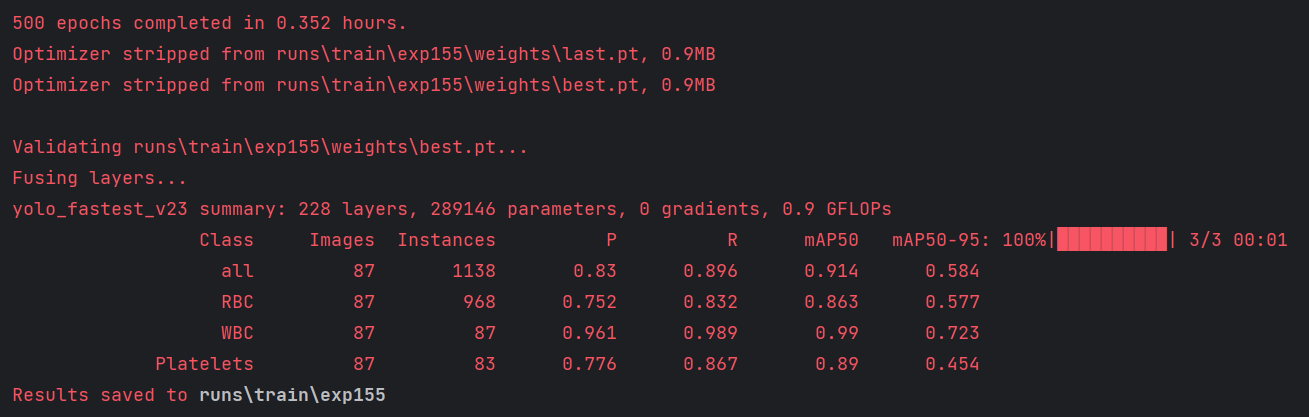 500 epochs completed in 0.352 hours.
Optimizer stripped from runs\train\exp155\weights\last.pt, 0.9MB
Optimizer stripped from runs\train\exp155\weights\best.pt, 0.9MB
Validating runs\train\exp155\weights\best.pt...
Fusing layers...
yolo_fastest_v23 summary: 228 layers, 289146 parameters, 0 gradients, 0.9 GFLOPs
Class Images Instances P R mAP50 mAP50-95: 100%|██████████| 3/3 00:01
all 87 1138 0.83 0.896 0.914 0.584
RBC 87 968 0.752 0.832 0.863 0.577
WBC 87 87 0.961 0.989 0.99 0.723
Platelets 87 83 0.776 0.867 0.89 0.454
Results saved to runs\train\exp155